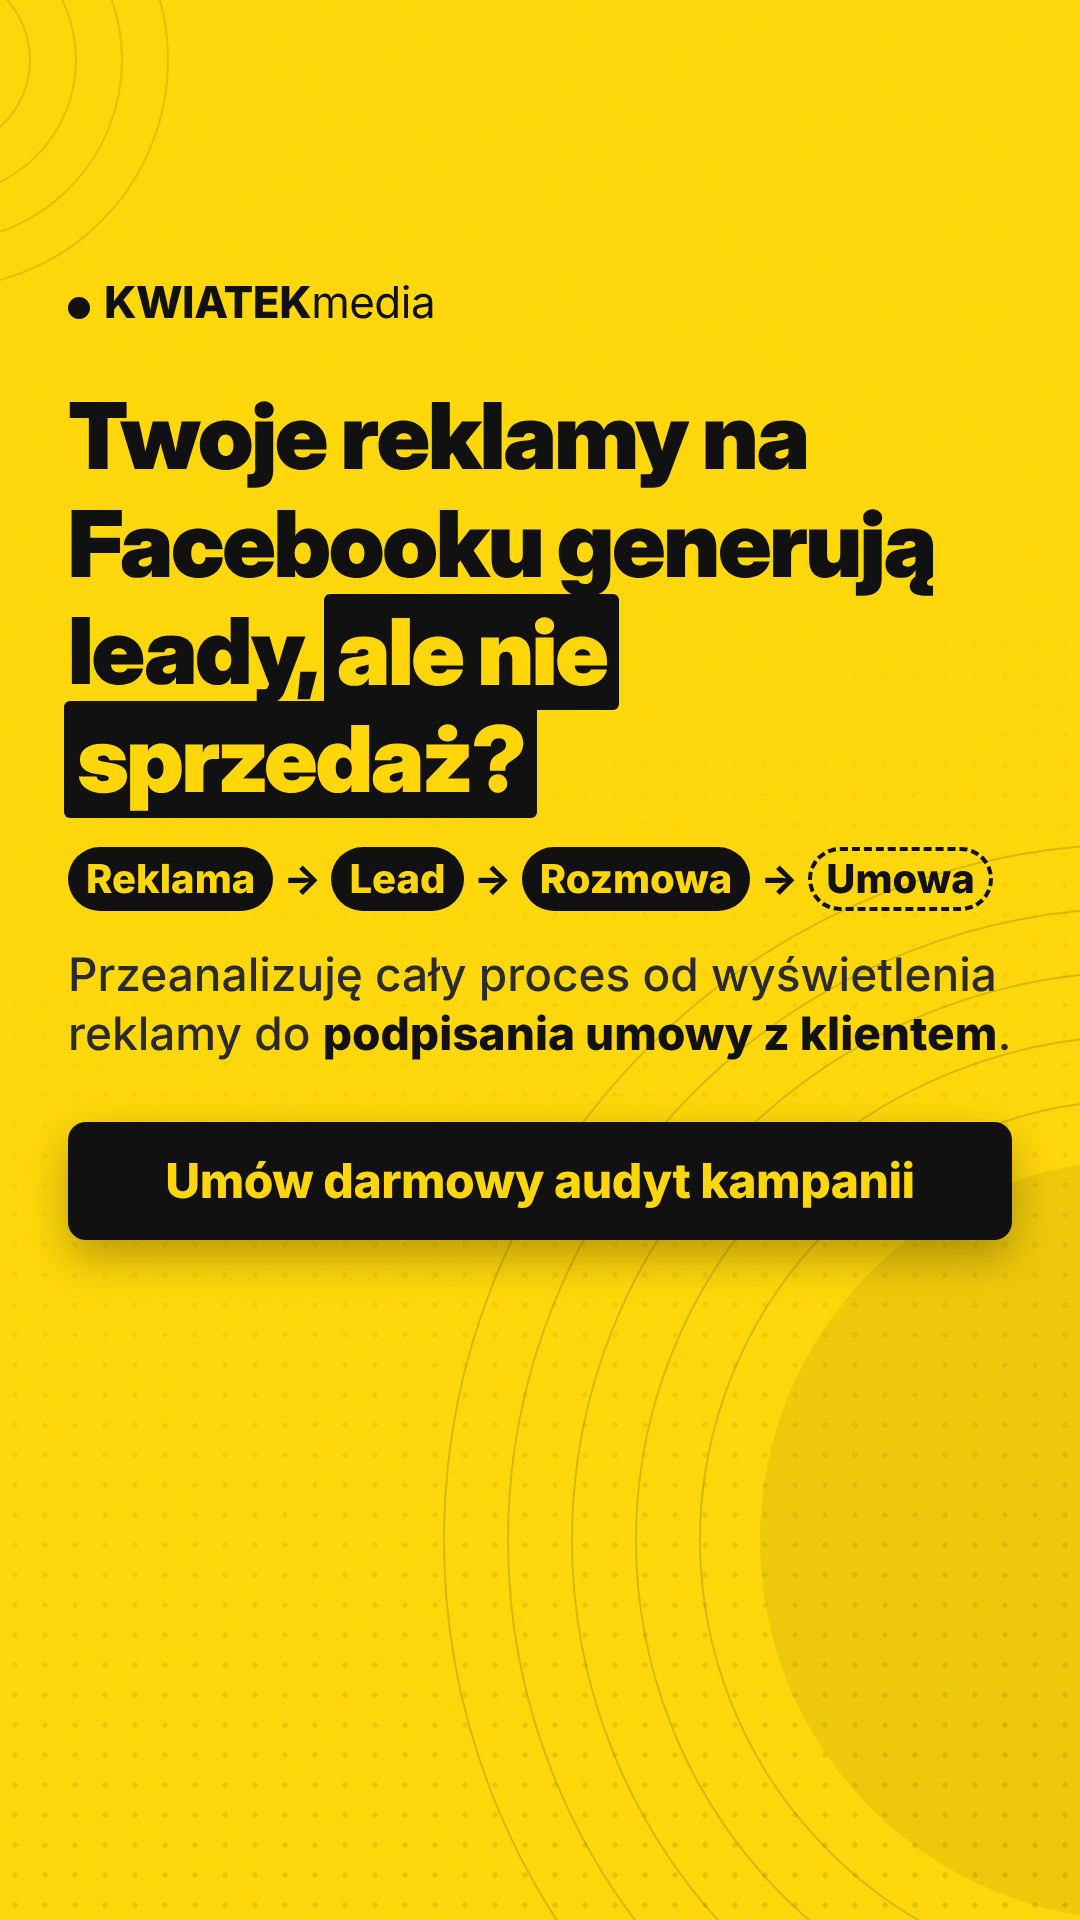 KWIATEKmedia
Twoje reklamy na
Facebooku generują
leady, ale nie
sprzedaż?
Reklama → Lead → Rozmowa → Umowa
Przeanalizuję cały proces od wyświetlenia
reklamy do podpisania umowy z klientem.
Umów darmowy audyt kampanii